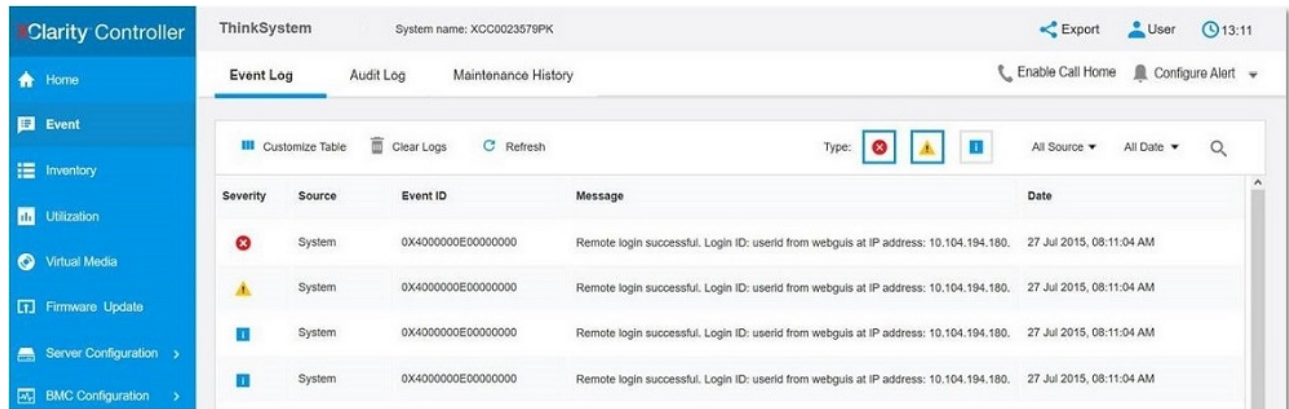 XClarity Controller
ThinkSystem System name: XCC0023579PK Export User 13:11
Home
Event
Inventory
Utilization
Virtual Media
Firmware Update
Server Configuration
BMC Configuration
Event Log Audit Log Maintenance History Enable Call Home Configure Alert
Customize Table Clear Logs Refresh Type: All Source All Date
Severity Source Event ID Message Date
System 0X4000000E00000000 Remote login successful. Login ID: userid from webguis at IP address: 10.104.194.180. 27 Jul 2015, 08:11:04 AM
System 0X4000000E00000000 Remote login successful. Login ID: userid from webguis at IP address: 10.104.194.180. 27 Jul 2015, 08:11:04 AM
System 0X4000000E00000000 Remote login successful. Login ID: userid from webguis at IP address: 10.104.194.180. 27 Jul 2015, 08:11:04 AM
System 0X4000000E00000000 Remote login successful. Login ID: userid from webguis at IP address: 10.104.194.180. 27 Jul 2015, 08:11:04 AM